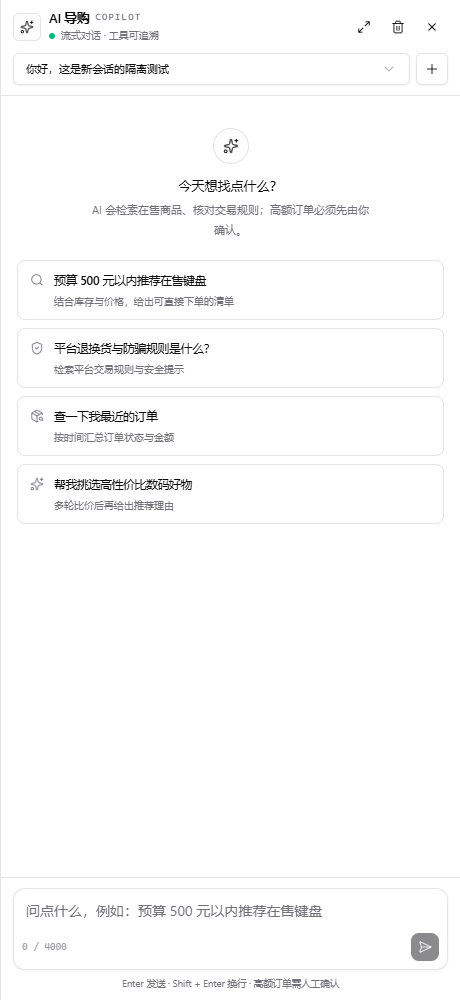 AI 导购 COPILOT
流式对话 · 工具可追溯
你好，这是新会话的隔离测试
今天想找点什么？
AI 会检索在售商品、核对交易规则；高额订单必须先由你
确认。
预算 500 元以内推荐在售键盘
结合库存与价格，给出可直接下单的清单
平台退换货与防骗规则是什么？
检索平台交易规则与安全提示
查一下我最近的订单
按时间汇总订单状态与金额
帮我挑选高性价比数码好物
多轮比价后再给出推荐理由
问点什么，例如：预算 500 元以内推荐在售键盘
0 / 4000
Enter 发送 · Shift + Enter 换行 · 高额订单需人工确认